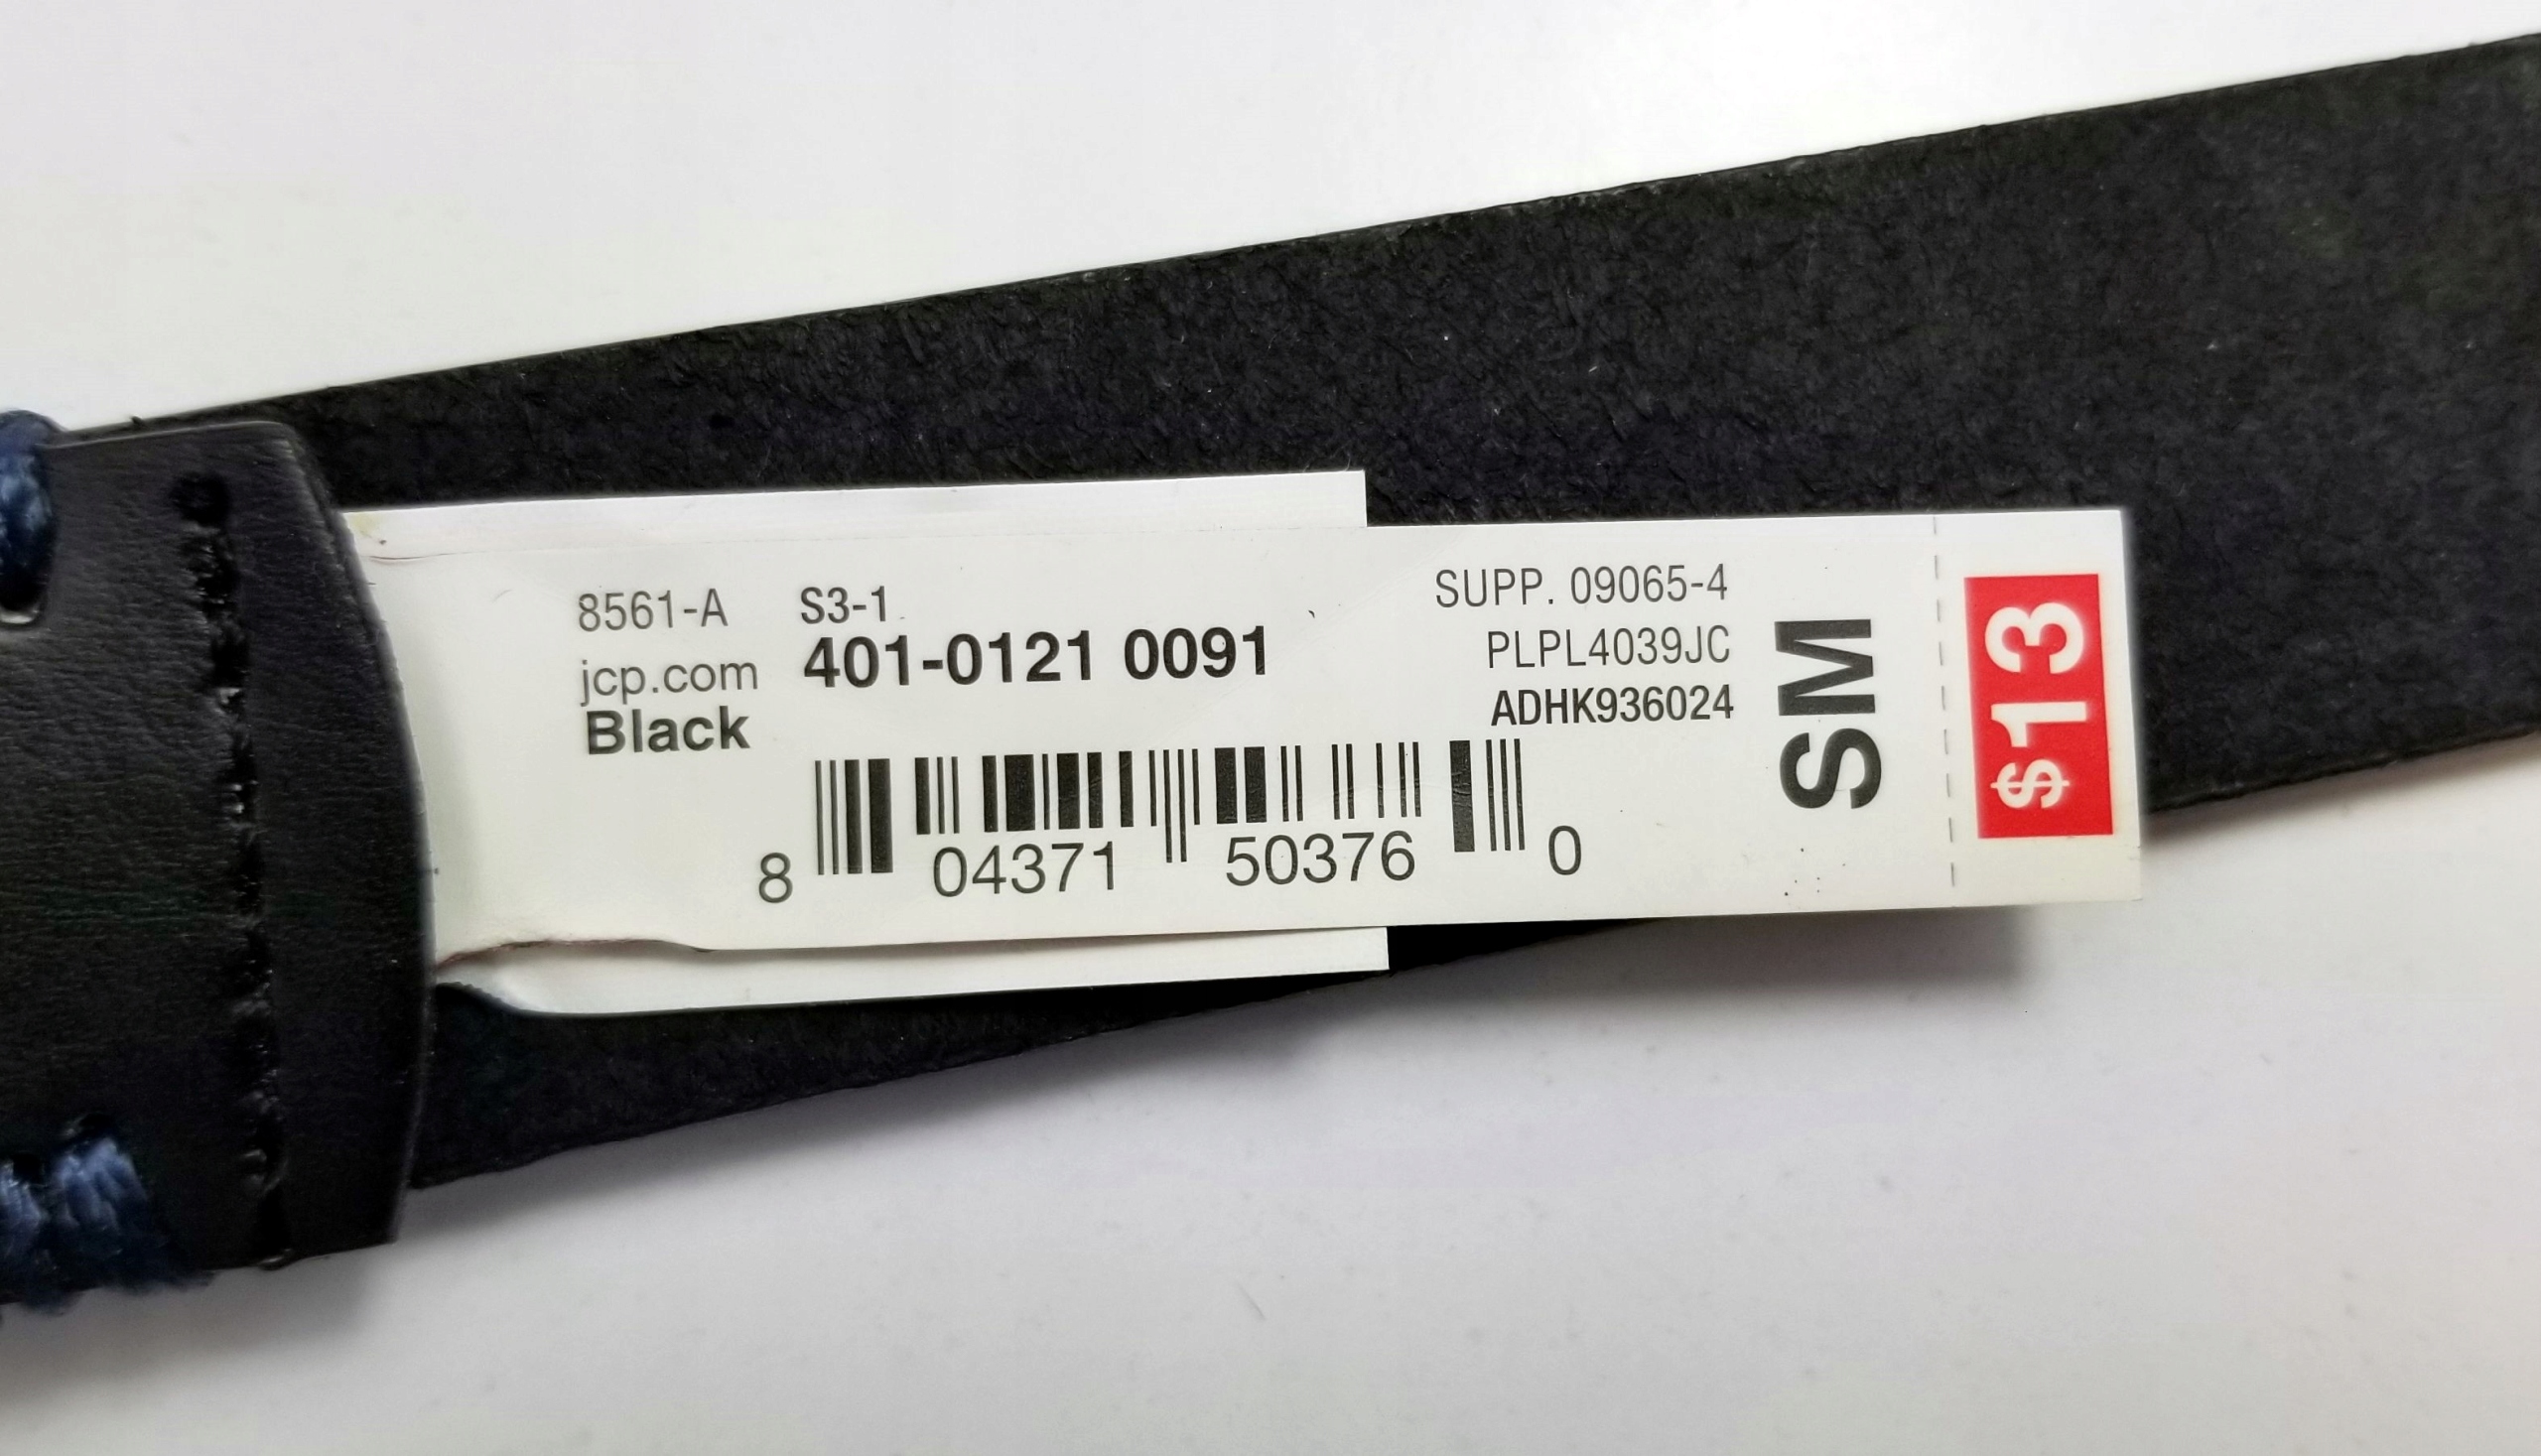 8561-A S3-1
jcp.com 401-0121 0091
Black
SUPP. 09065-4
PLPL4039JC
ADHK936024
8 04371 50376 0
SM
$13